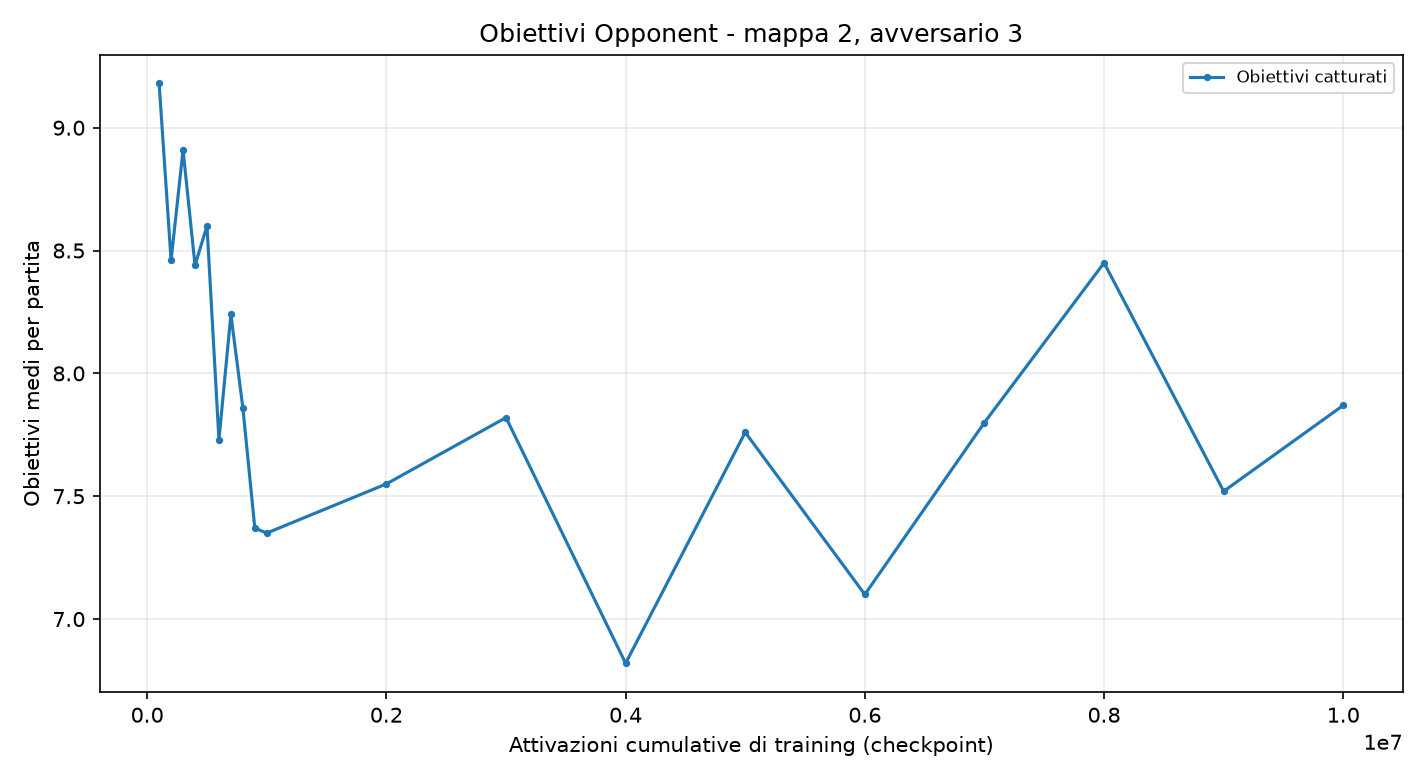 Obiettivi Opponent - mappa 2, avversario 3
Obiettivi catturati
Obiettivi medi per partita
9.0
8.5
8.0
7.5
7.0
0.0 0.2 0.4 0.6 0.8 1.0
1e7
Attivazioni cumulative di training (checkpoint)